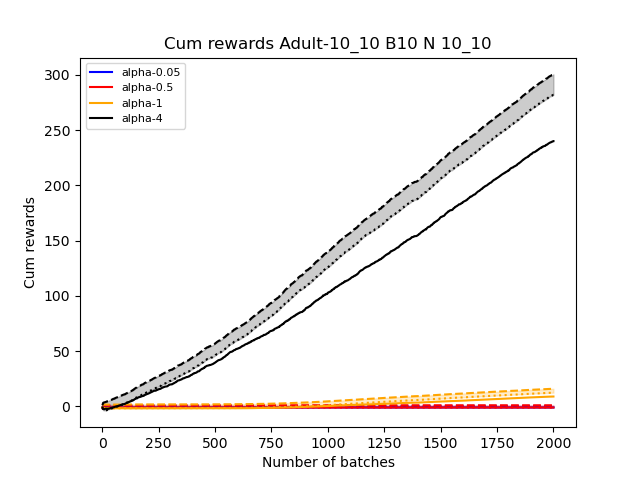 Cum rewards Adult-10_10 B10 N 10_10
alpha-0.05
alpha-0.5
alpha-1
alpha-4
300
250
200
150
100
50
0
Cum rewards
0 250 500 750 1000 1250 1500 1750 2000
Number of batches